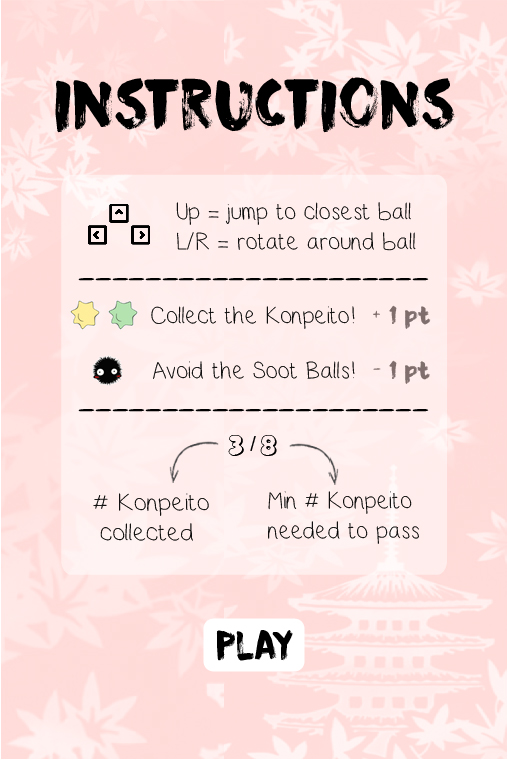 INSTRUCTIONS
Up = jump to closest ball
L/R = rotate around ball
Collect the Konpeito! + 1 pt
Avoid the Soot Balls! - 1 pt
3/8
# Konpeito
collected
Min # Konpeito
needed to pass
PLAY